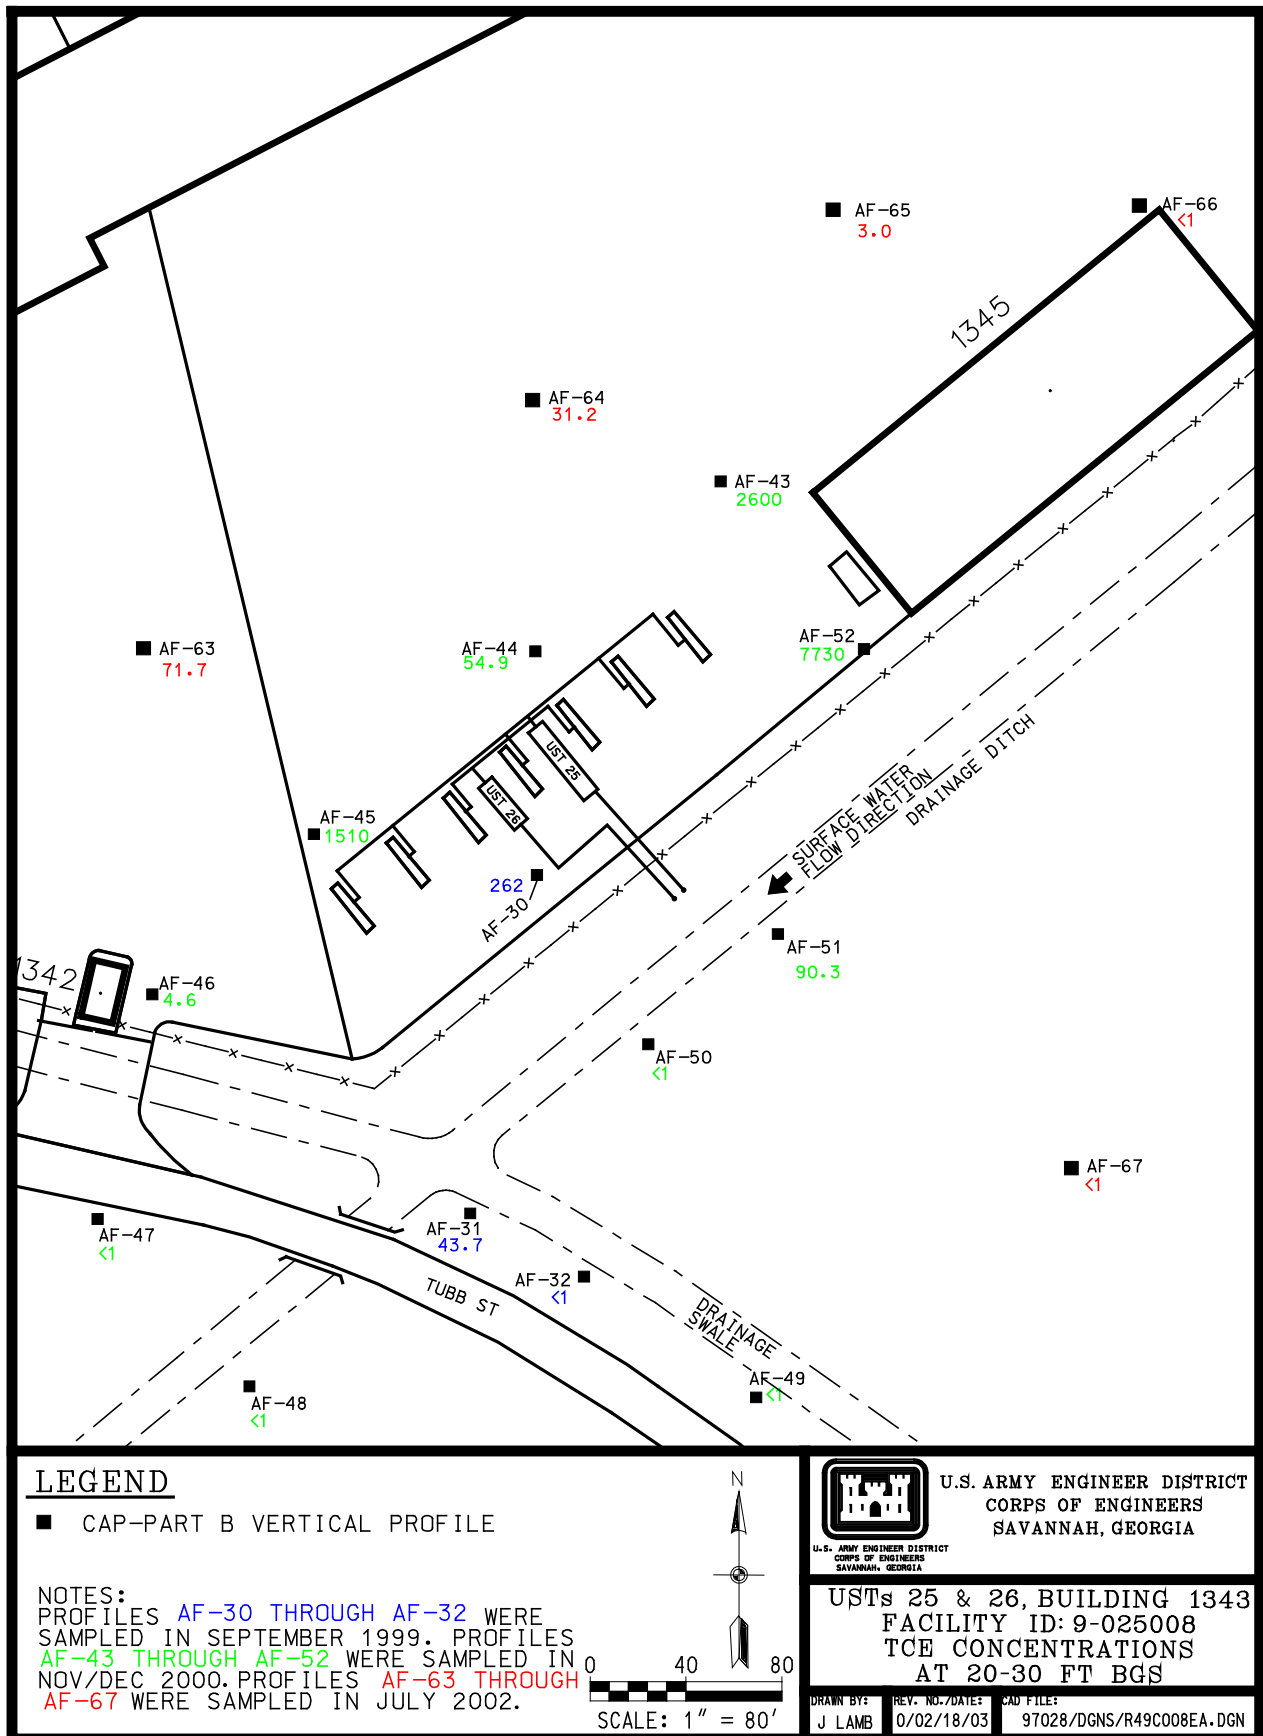 AF-65
3.0
AF-66
<1
1345
AF-64
31.2
AF-43
2600
AF-63
71.7
AF-44
54.9
AF-52
7730
UST 25
UST 26
SURFACE WATER
FLOW DIRECTION
DRAINAGE DITCH
AF-45
1510
262
AF-30
AF-51
90.3
1342
AF-46
4.6
AF-50
<1
AF-67
<1
AF-47
<1
AF-31
43.7
AF-32
<1
TUBB ST
DRAINAGE
SWALE
AF-49
<1
AF-48
<1
LEGEND
CAP-PART B VERTICAL PROFILE
NOTES:
PROFILES AF-30 THROUGH AF-32 WERE
SAMPLED IN SEPTEMBER 1999. PROFILES
AF-43 THROUGH AF-52 WERE SAMPLED IN
NOV/DEC 2000. PROFILES AF-63 THROUGH
AF-67 WERE SAMPLED IN JULY 2002.
N
0 40 80
SCALE: 1" = 80'
U.S. ARMY ENGINEER DISTRICT
CORPS OF ENGINEERS
SAVANNAH, GEORGIA
U.S. ARMY ENGINEER DISTRICT
CORPS OF ENGINEERS
SAVANNAH, GEORGIA
USTs 25 & 26, BUILDING 1343
FACILITY ID: 9-025008
TCE CONCENTRATIONS
AT 20-30 FT BGS
DRAWN BY:
J LAMB
REV. NO./DATE:
0/02/18/03
CAD FILE:
97028/DGNS/R49C008EA.DGN